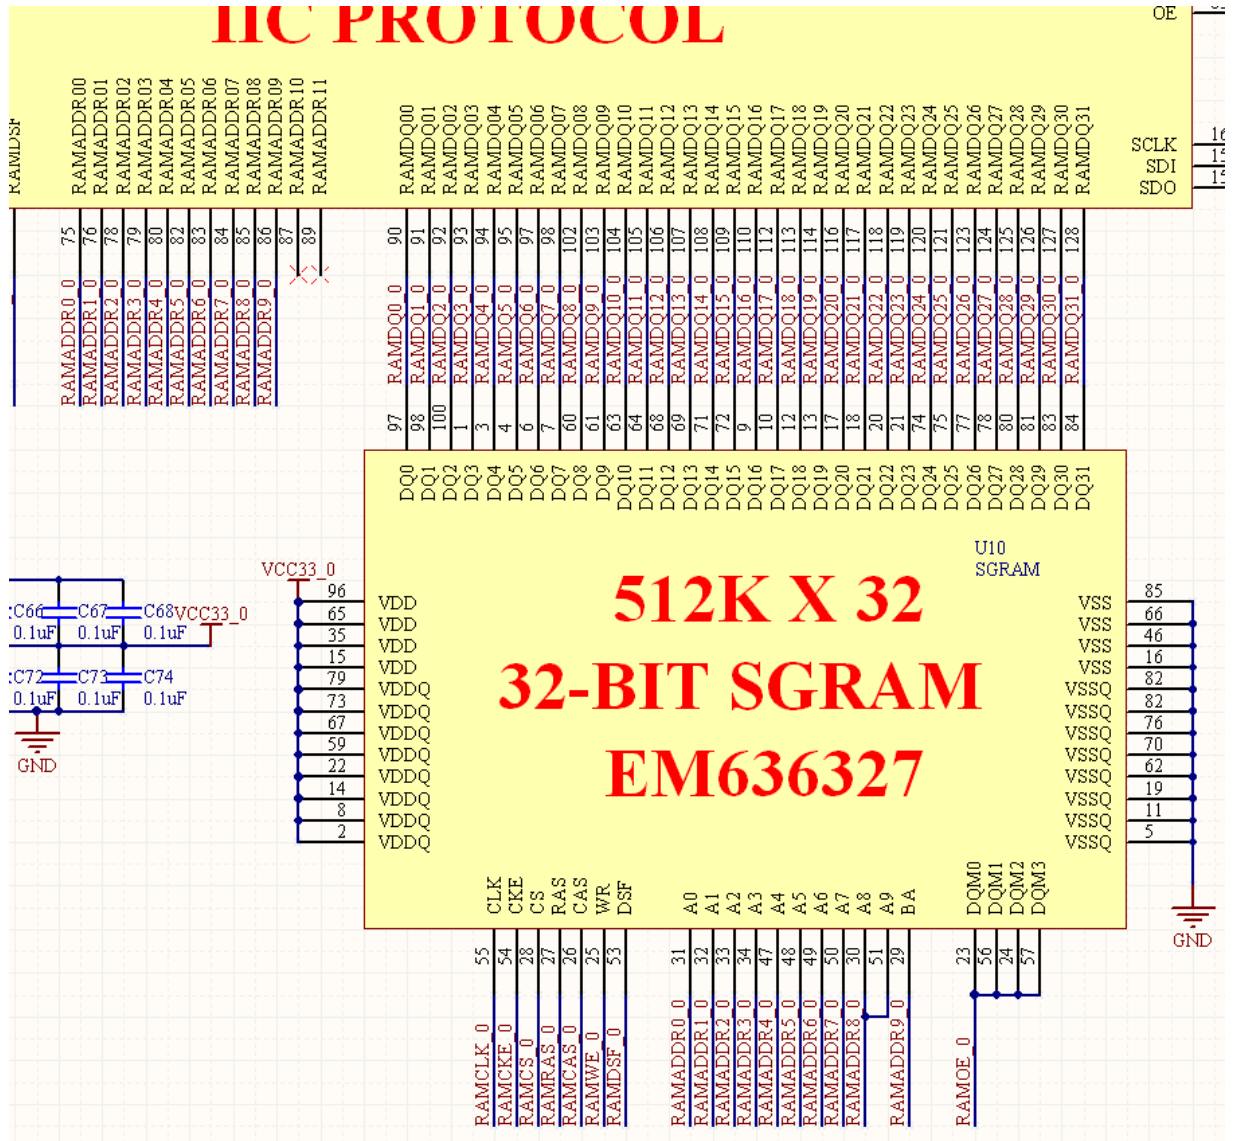 IIC PROTOCOL
OE
RAMDSF
RAMADDR00
RAMADDR01
RAMADDR02
RAMADDR03
RAMADDR04
RAMADDR05
RAMADDR06
RAMADDR07
RAMADDR08
RAMADDR09
RAMADDR10
RAMADDR11
RAMDQ00
RAMDQ01
RAMDQ02
RAMDQ03
RAMDQ04
RAMDQ05
RAMDQ06
RAMDQ07
RAMDQ08
RAMDQ09
RAMDQ10
RAMDQ11
RAMDQ12
RAMDQ13
RAMDQ14
RAMDQ15
RAMDQ16
RAMDQ17
RAMDQ18
RAMDQ19
RAMDQ20
RAMDQ21
RAMDQ22
RAMDQ23
RAMDQ24
RAMDQ25
RAMDQ26
RAMDQ27
RAMDQ28
RAMDQ29
RAMDQ30
RAMDQ31
SCLK
SDI
SDO
75 76 78 79 80 82 83 84 85 86 87 89
90 91 92 93 94 95 97 98 102 103 104 105 106 107 108 109 110 112 113 114 116 117 118 119 120 121 123 124 125 126 127 128
RAMADDR0_0
RAMADDR1_0
RAMADDR2_0
RAMADDR3_0
RAMADDR4_0
RAMADDR5_0
RAMADDR6_0
RAMADDR7_0
RAMADDR8_0
RAMADDR9_0
RAMDQ0_0
RAMDQ1_0
RAMDQ2_0
RAMDQ3_0
RAMDQ4_0
RAMDQ5_0
RAMDQ6_0
RAMDQ7_0
RAMDQ8_0
RAMDQ9_0
RAMDQ10_0
RAMDQ11_0
RAMDQ12_0
RAMDQ13_0
RAMDQ14_0
RAMDQ15_0
RAMDQ16_0
RAMDQ17_0
RAMDQ18_0
RAMDQ19_0
RAMDQ20_0
RAMDQ21_0
RAMDQ22_0
RAMDQ23_0
RAMDQ24_0
RAMDQ25_0
RAMDQ26_0
RAMDQ27_0
RAMDQ28_0
RAMDQ29_0
RAMDQ30_0
RAMDQ31_0
97 98 100 1 3 4 6 7 60 61 63 64 68 69 71 72 9 10 12 13 17 18 20 21 74 75 77 78 80 81 83 84
DQ0
DQ1
DQ2
DQ3
DQ4
DQ5
DQ6
DQ7
DQ8
DQ9
DQ10
DQ11
DQ12
DQ13
DQ14
DQ15
DQ16
DQ17
DQ18
DQ19
DQ20
DQ21
DQ22
DQ23
DQ24
DQ25
DQ26
DQ27
DQ28
DQ29
DQ30
DQ31
U10
SGRAM
512K X 32
32-BIT SGRAM
EM636327
C66 C67 C68
0.1uF 0.1uF 0.1uF
VCC33_0
C72 C73 C74
0.1uF 0.1uF 0.1uF
GND
VCC33_0
96 VDD
65 VDD
35 VDD
15 VDD
79 VDDQ
73 VDDQ
67 VDDQ
59 VDDQ
22 VDDQ
14 VDDQ
8 VDDQ
2 VDDQ
VSS 85
VSS 66
VSS 46
VSS 16
VSSQ 82
VSSQ 82
VSSQ 76
VSSQ 70
VSSQ 62
VSSQ 19
VSSQ 11
VSSQ 5
GND
CLK
CKE
CS
RAS
CAS
WR
DSF
A0
A1
A2
A3
A4
A5
A6
A7
A8
A9
BA
DQM0
DQM1
DQM2
DQM3
55 54 28 27 26 25 53
31 32 33 34 47 48 49 50 30 51 29
23 56 24 57
RAMCLK_0
RAMCKE_0
RAMCS_0
RAMRAS_0
RAMCAS_0
RAMWE_0
RAMDSF_0
RAMADDR0_0
RAMADDR1_0
RAMADDR2_0
RAMADDR3_0
RAMADDR4_0
RAMADDR5_0
RAMADDR6_0
RAMADDR7_0
RAMADDR8_0
RAMADDR9_0
RAMOE_0